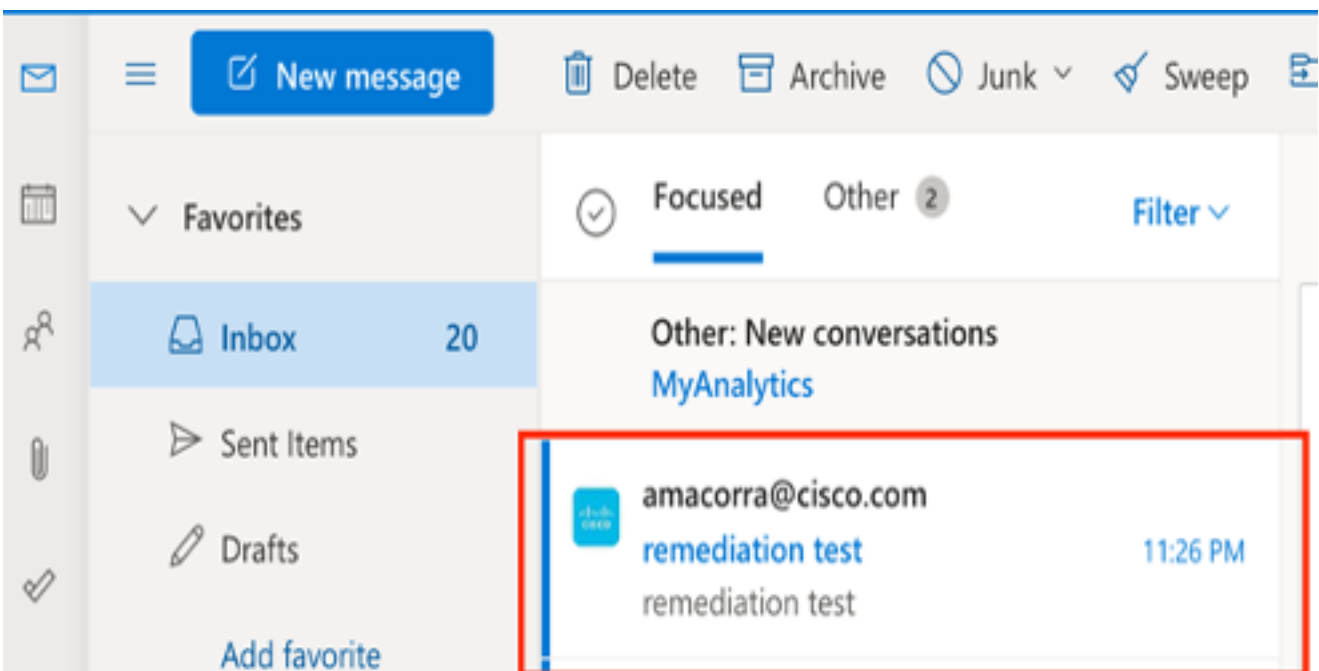 New message
Delete
Archive
Junk
Sweep
Favorites
Focused
Other 2
Filter
Inbox 20
Other: New conversations
MyAnalytics
Sent Items
amacorra@cisco.com
remediation test
11:26 PM
remediation test
Drafts
Add favorite